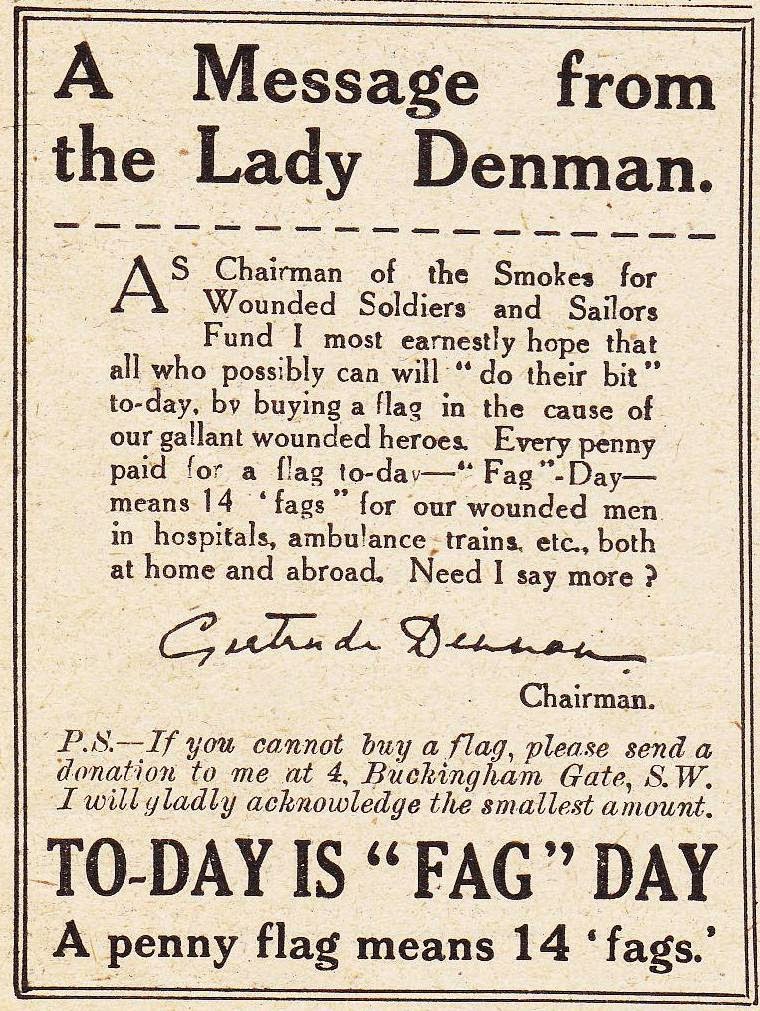 A Message from
the Lady Denman.
As Chairman of the Smokes for
Wounded Soldiers and Sailors
Fund I most earnestly hope that
all who possibly can will “ do their bit ”
to-day, by buying a flag in the cause of
our gallant wounded heroes. Every penny
paid for a flag to-day—“ Fag ”-Day—
means 14 ‘ fags ” for our wounded men
in hospitals, ambulance trains, etc., both
at home and abroad. Need I say more ?
Gertrude Denman
Chairman.
P.S.—If you cannot buy a flag, please send a
donation to me at 4, Buckingham Gate, S.W.
I will gladly acknowledge the smallest amount.
TO-DAY IS “ FAG ” DAY
A penny flag means 14 ‘ fags.’